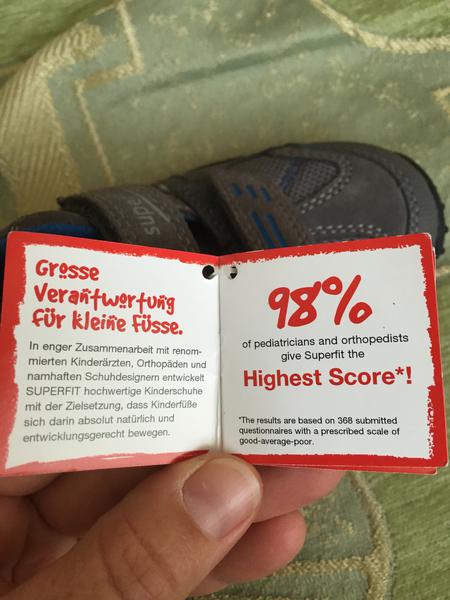 supe
Grosse
Verantwortung
für kleine Füsse.
In enger Zusammenarbeit mit renom-
mierten Kinderärzten, Orthopäden und
namhaften Schuhdesignern entwickelt
SUPERFIT hochwertige Kinderschuhe
mit der Zielsetzung, dass Kinderfüße
sich darin absolut natürlich und
entwicklungsgerecht bewegen.
98%
of pediatricians and orthopedists
give Superfit the
Highest Score*!
*The results are based on 368 submitted
questionnaires with a prescribed scale of
good-average-poor.